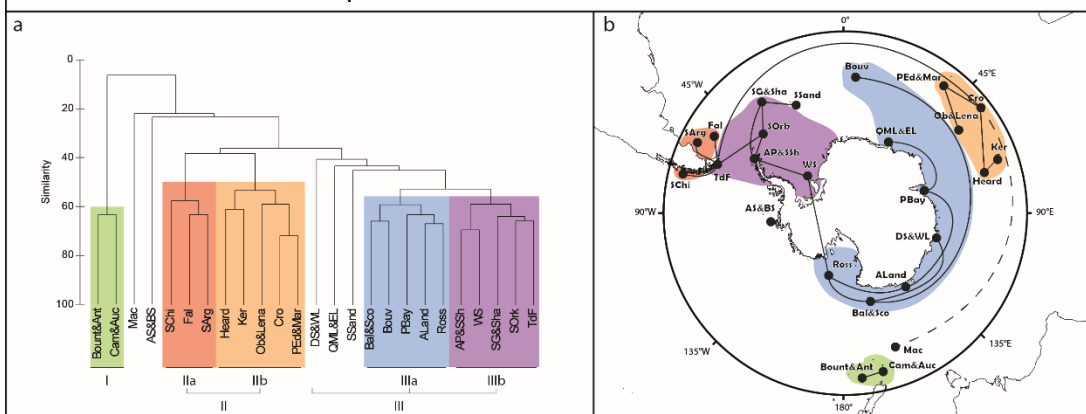 a
Similarity
0
20
40
60
80
100
Bount&Ant
Cam&Auc
Mac
AS&BS
SChi
Fal
SArg
Heard
Ker
Ob&Lena
Cro
PEd&Mar
DS&WL
QML&EL
SSand
Bal&Sco
Bouv
PBay
ALand
Ross
AP&SSh
WS
SG&Sha
SOrk
TdF
I
IIa
IIb
IIIa
IIIb
II
III
b
0°
45°W
45°E
Bouv
PEd&Mar
Cro
SG&Sha
SSand
Ob&Lena
Fal
SArg
SOrk
QML&EL
Ker
AP&SSh
WS
Heard
SChi
TdF
PBay
90°W
AS&BS
90°E
DS&WL
Ross
ALand
Bal&Sco
135°W
135°E
Mac
Bount&Ant
Cam&Auc
180°